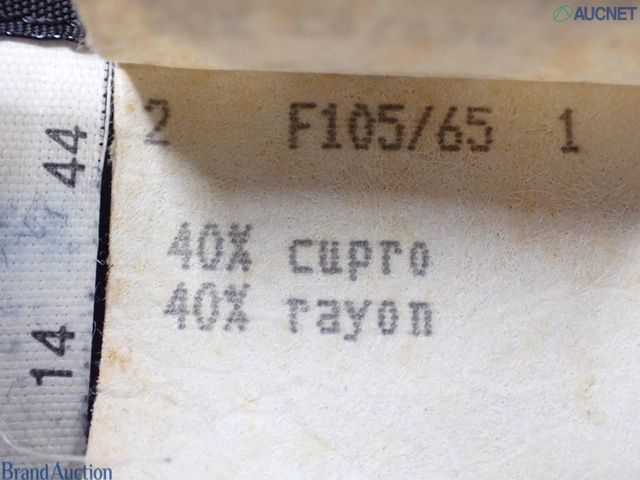 AUCNET
2 F105/65 1
44
40% cupro
40% rayon
14
Brand Auction